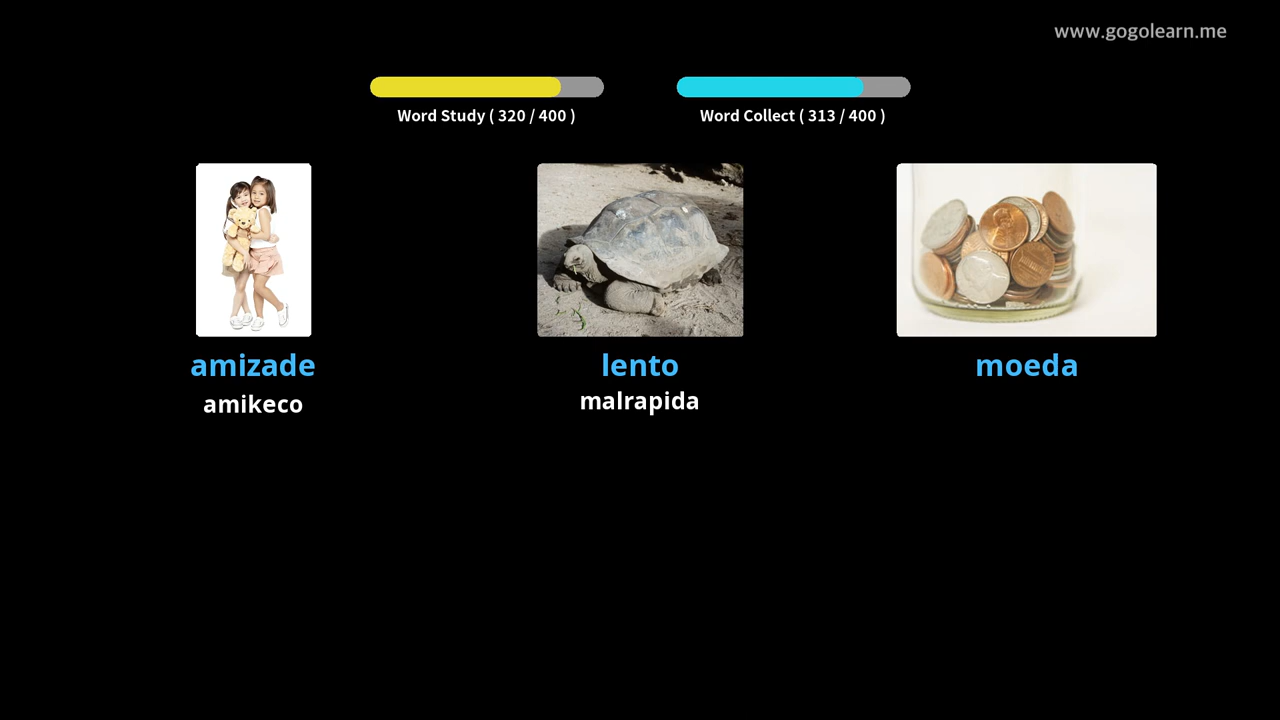 www.gogolearn.me
Word Study ( 320 / 400 )
Word Collect ( 313 / 400 )
amizade
amikeco
lento
malrapida
moeda